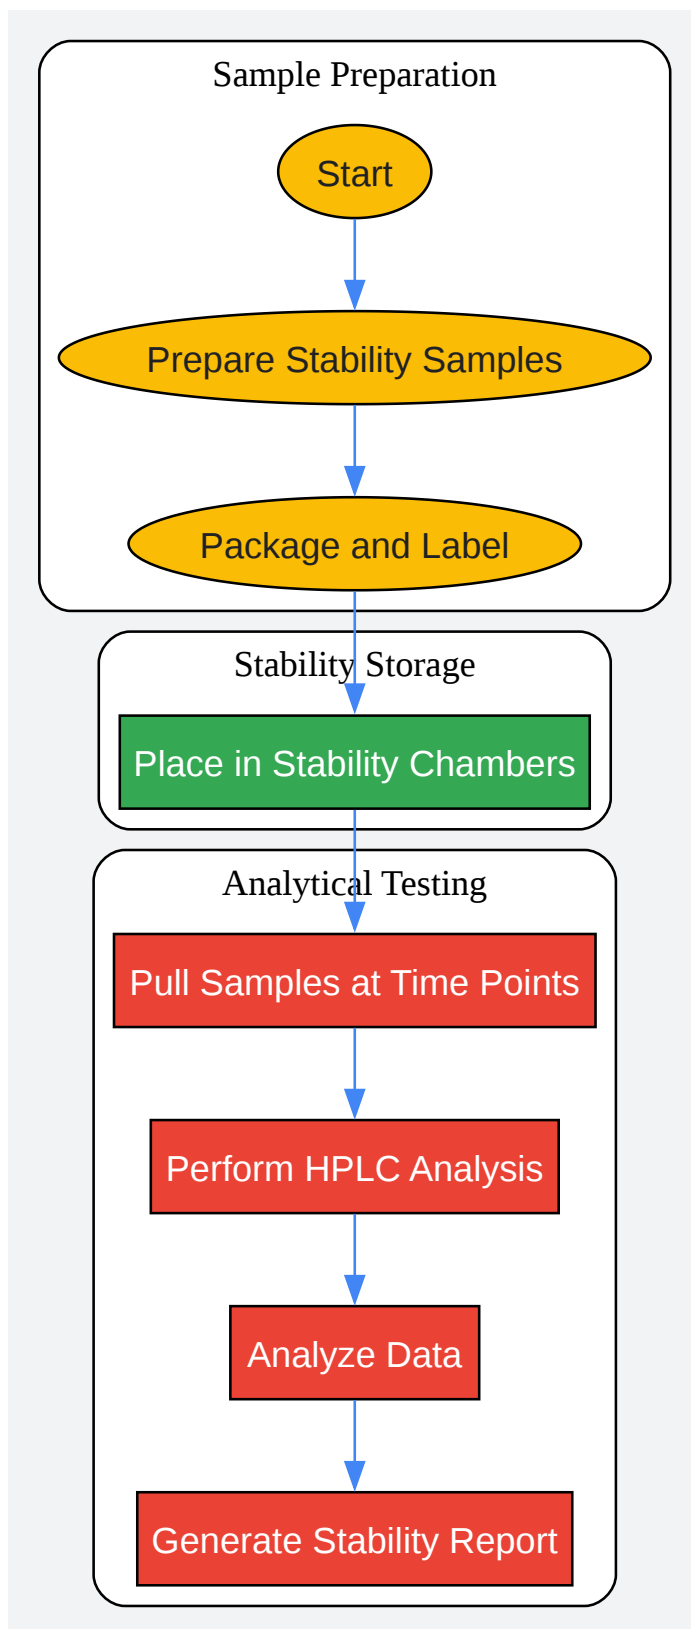 Sample Preparation
Start
Prepare Stability Samples
Package and Label
Stability Storage
Place in Stability Chambers
Analytical Testing
Pull Samples at Time Points
Perform HPLC Analysis
Analyze Data
Generate Stability Report